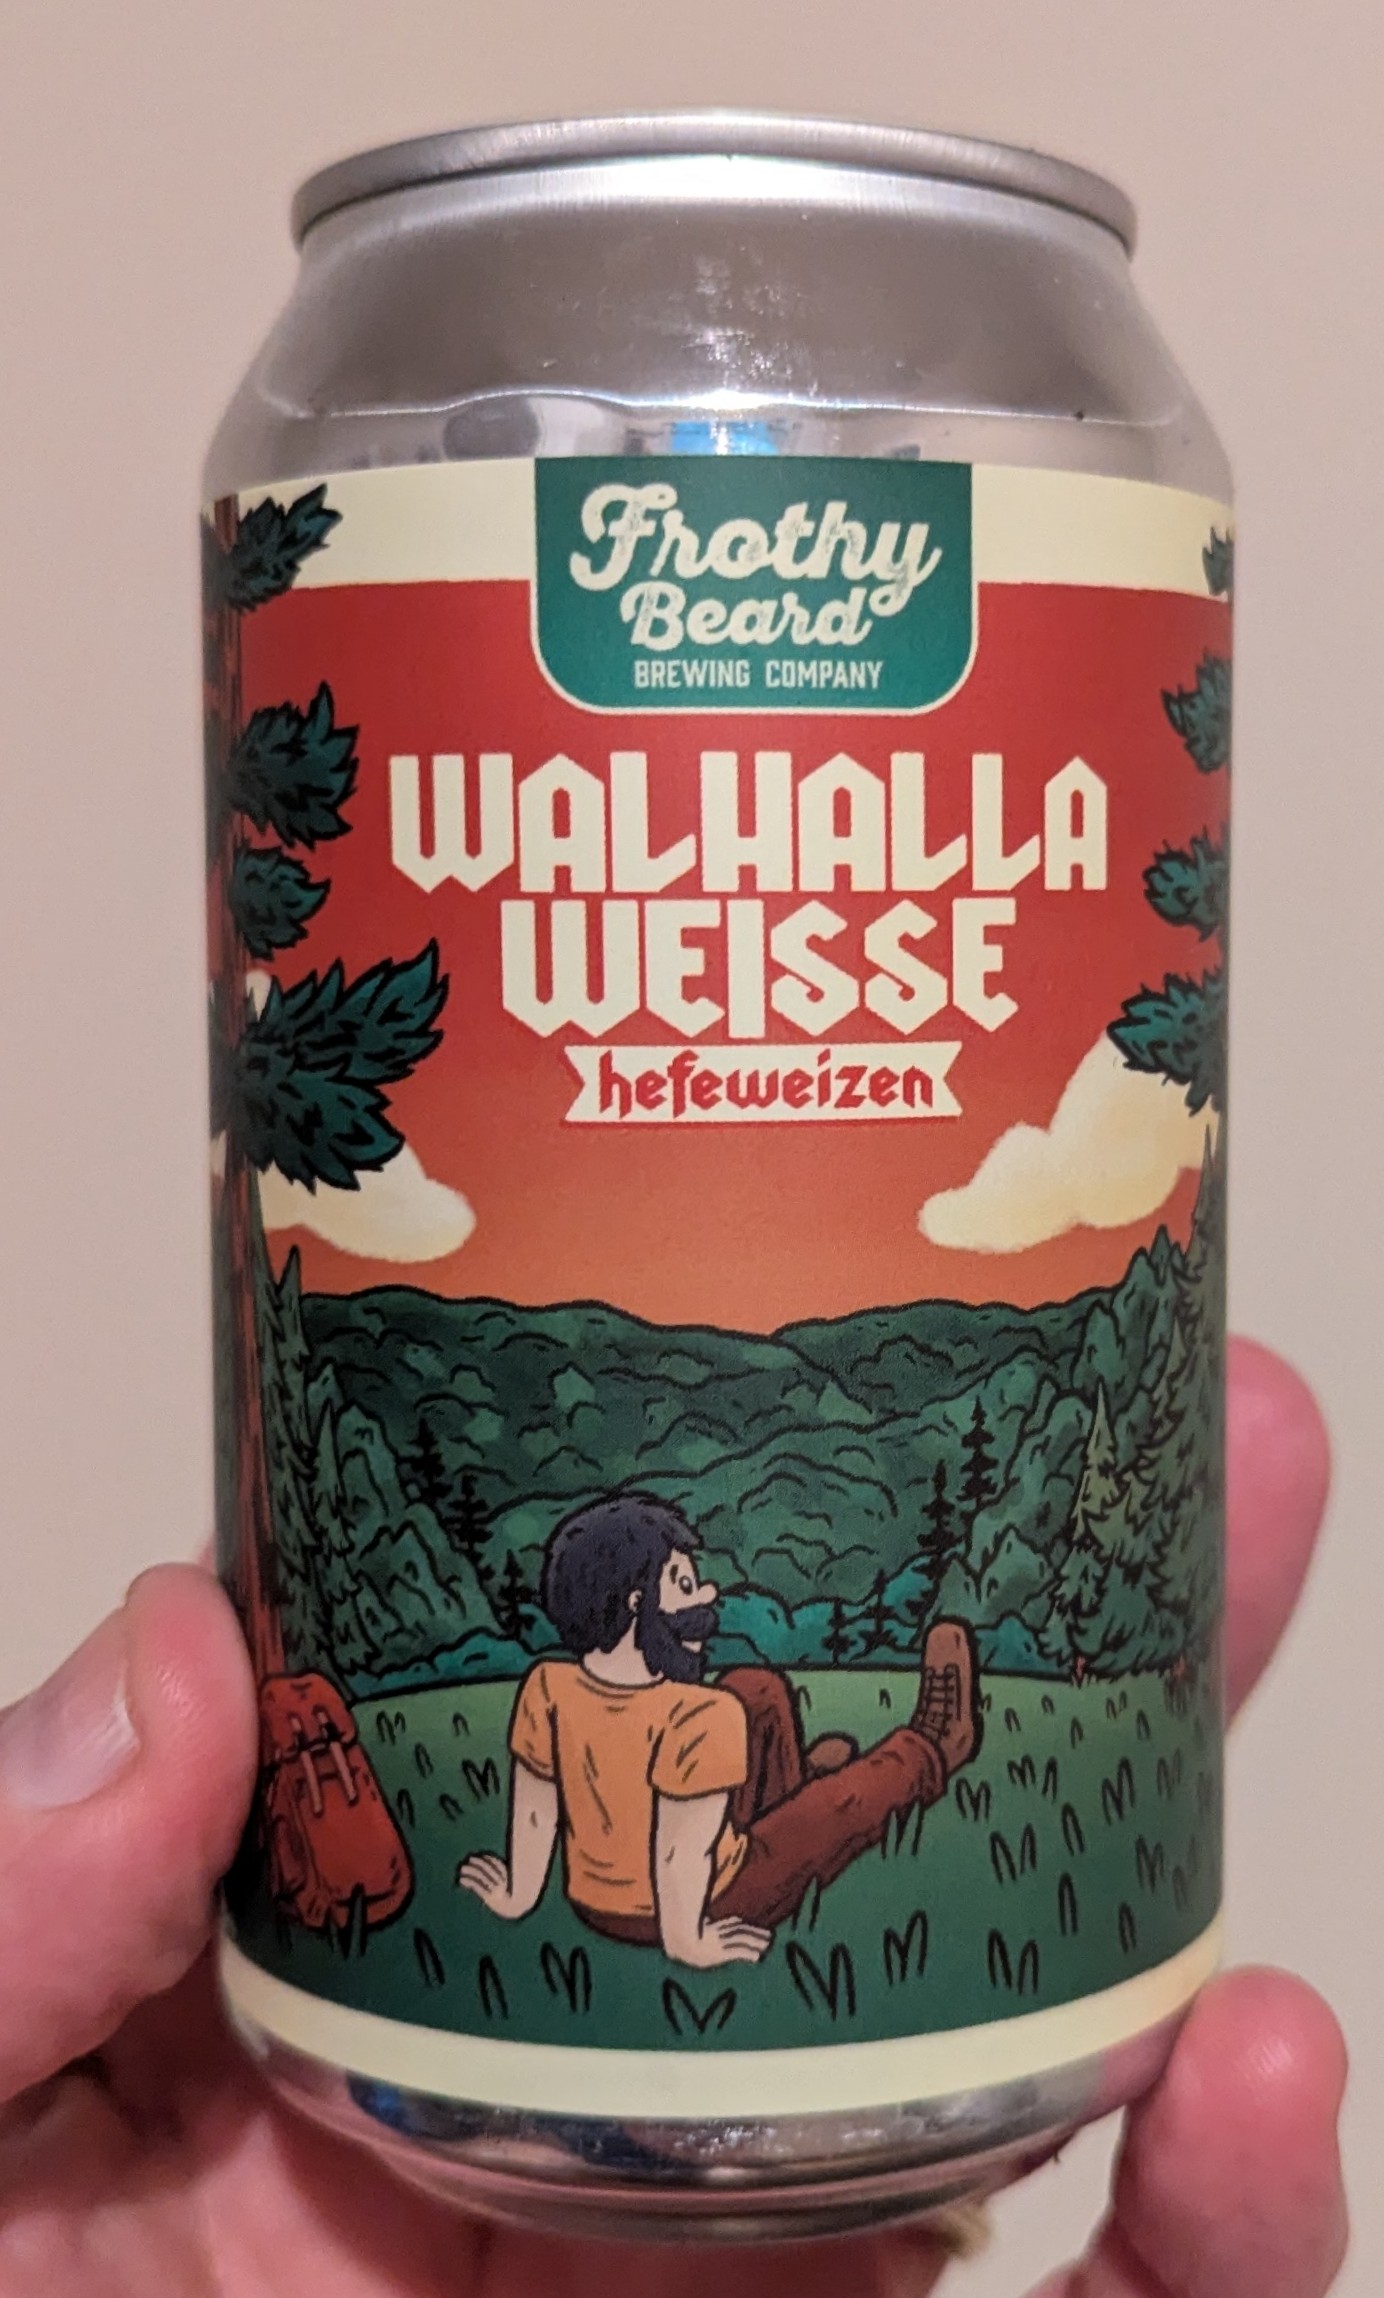 Frothy
Beard
BREWING COMPANY
WALHALLA
WEISSE
hefeweizen